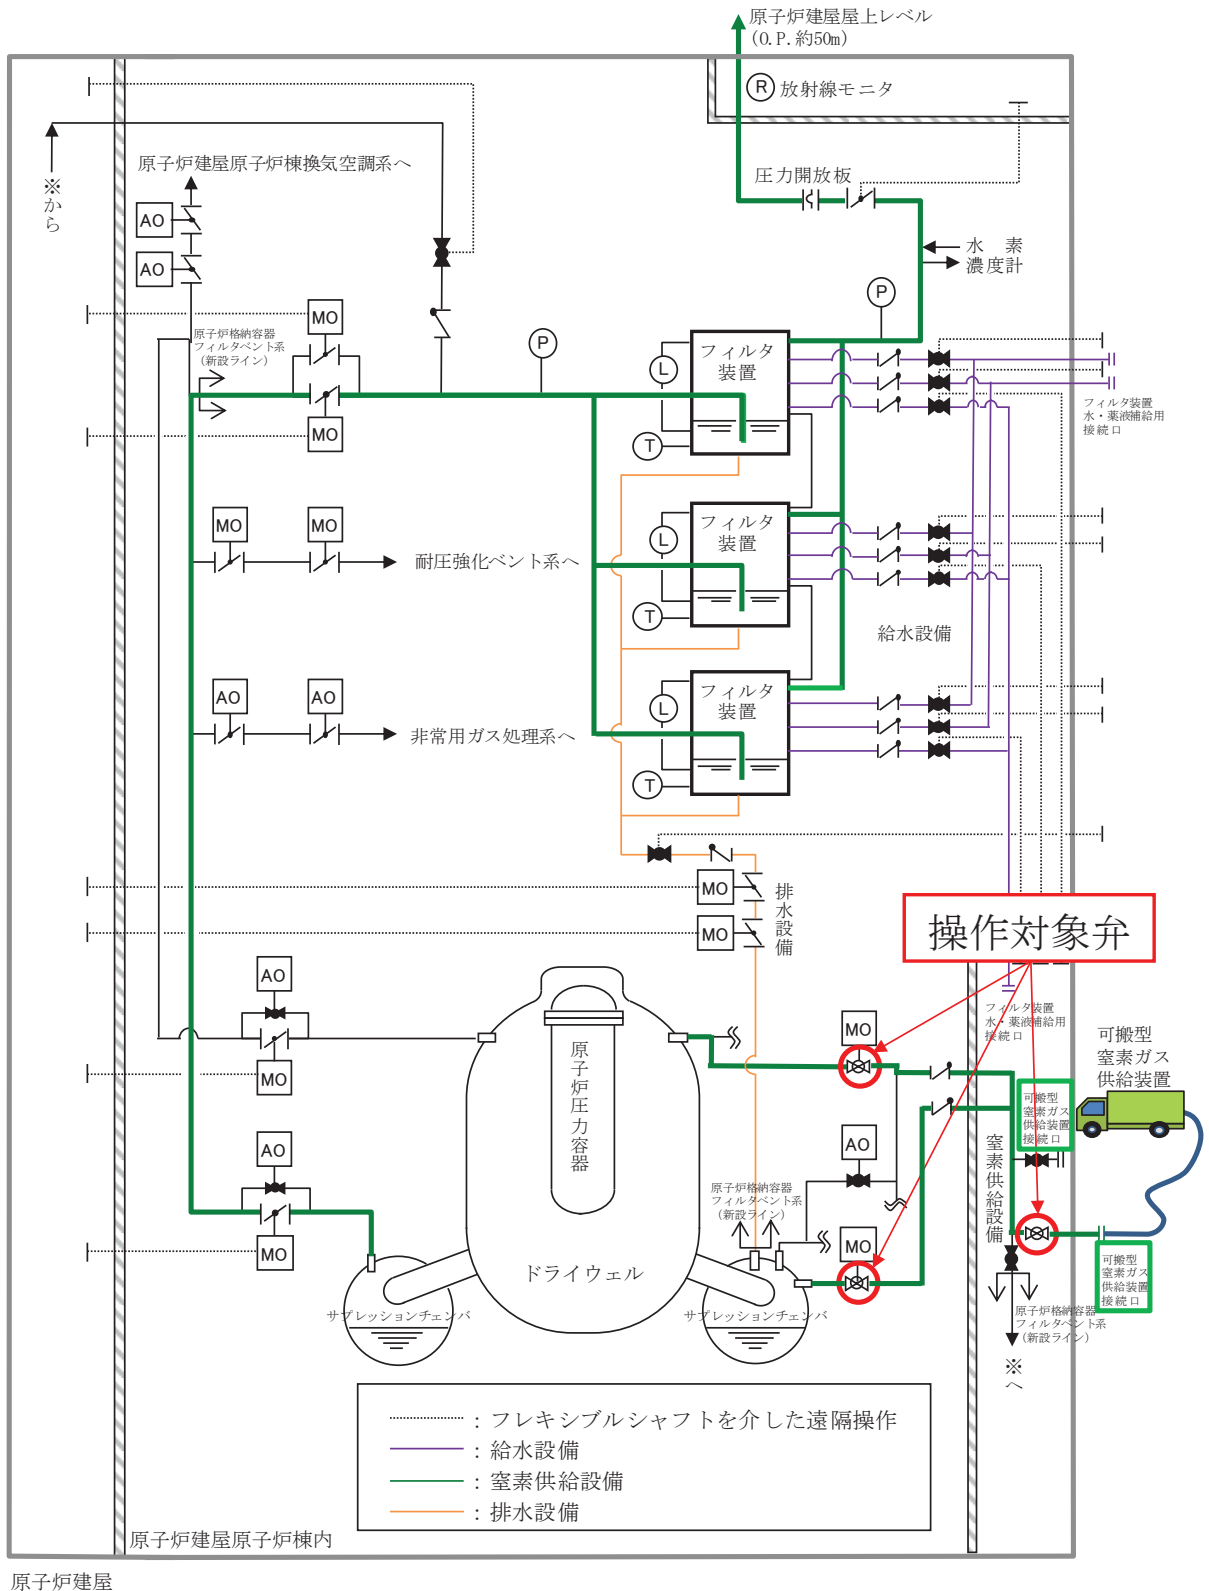 原子炉建屋屋上レベル
(O.P.約50m)
R 放射線モニタ
圧力開放板
原子炉建屋原子炉棟換気空調系へ
※から
AO
AO
水 素
濃度計
P
MO
原子炉格納容器
フィルタベント系
(新設ライン)
P
MO
L
T
フィルタ
装置
フィルタ装置
水・薬液補給用
接続口
MO
MO
耐圧強化ベント系へ
L
T
フィルタ
装置
給水設備
AO
AO
非常用ガス処理系へ
L
T
フィルタ
装置
MO
MO
排水設備
操作対象弁
AO
MO
フィルタ装置
水・薬液補給用
接続口
可搬型
窒素ガス
供給装置
MO
原子炉圧力容器
可搬型
窒素ガス
供給装置
接続口
AO
AO
MO
窒素供給設備
原子炉格納容器
フィルタベント系
(新設ライン)
MO
ドライウェル
サプレッションチェンバ
サプレッションチェンバ
可搬型
窒素ガス
供給装置
接続口
原子炉格納容器
フィルタベント系
(新設ライン)
※へ
：フレキシブルシャフトを介した遠隔操作
：給水設備
：窒素供給設備
：排水設備
原子炉建屋原子炉棟内
原子炉建屋